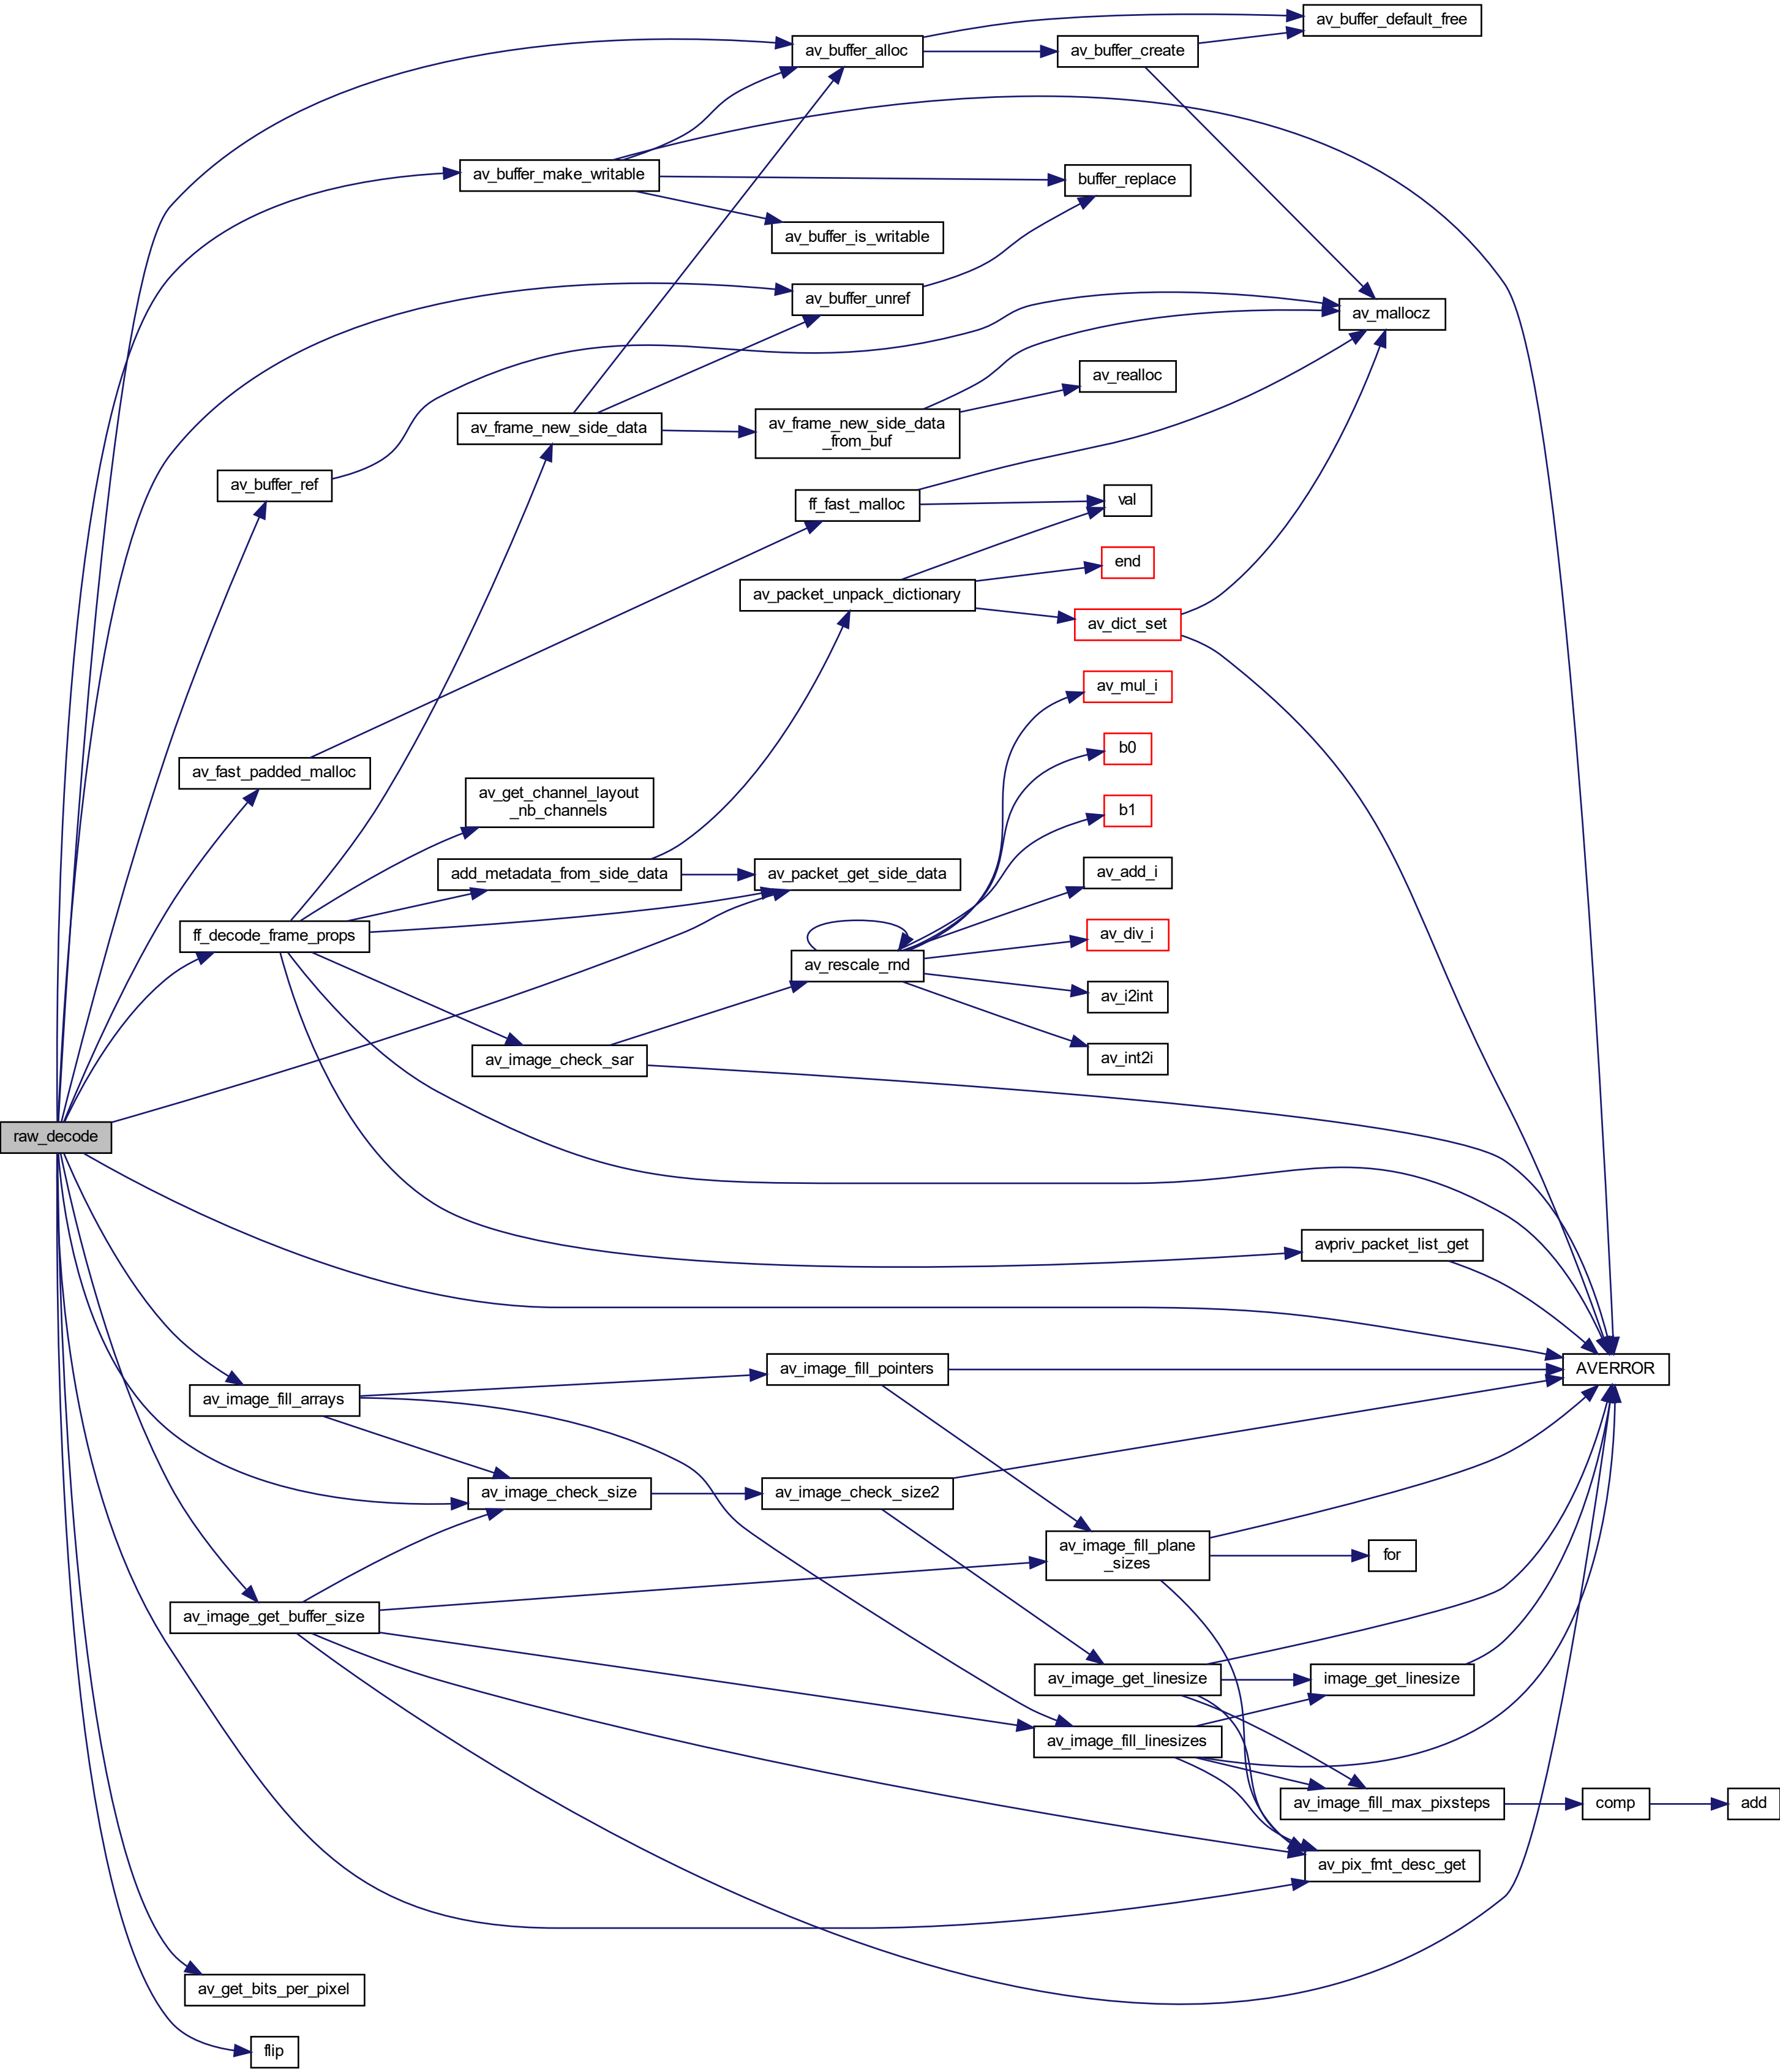 av_buffer_default_free
av_buffer_alloc
av_buffer_create
av_buffer_make_writable
buffer_replace
av_buffer_is_writable
av_buffer_unref
av_mallocz
av_realloc
av_frame_new_side_data
av_frame_new_side_data
_from_buf
av_buffer_ref
ff_fast_malloc
val
end
av_packet_unpack_dictionary
av_dict_set
av_mul_i
b0
av_fast_padded_malloc
av_get_channel_layout
_nb_channels
b1
add_metadata_from_side_data
av_packet_get_side_data
av_add_i
ff_decode_frame_props
av_div_i
av_rescale_rnd
av_i2int
av_image_check_sar
av_int2i
raw_decode
avpriv_packet_list_get
av_image_fill_pointers
AVERROR
av_image_fill_arrays
av_image_check_size
av_image_check_size2
av_image_fill_plane
_sizes
for
av_image_get_buffer_size
av_image_get_linesize
image_get_linesize
av_image_fill_linesizes
av_image_fill_max_pixsteps
comp
add
av_pix_fmt_desc_get
av_get_bits_per_pixel
flip